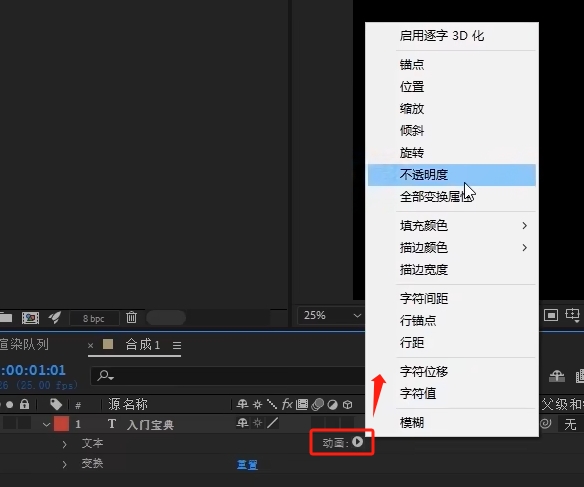 启用逐字 3D 化
锚点
位置
缩放
倾斜
旋转
不透明度
全部变换属性
填充颜色
描边颜色
描边宽度
字符间距
行锚点
行距
字符位移
字符值
模糊
8 bpc
25%
渲染队列
× 合成 1
:00:01:01
26 (25.00 fps)
# 源名称
fx
父级和
1 T 入门宝典
无
文本
动画:
变换
重置